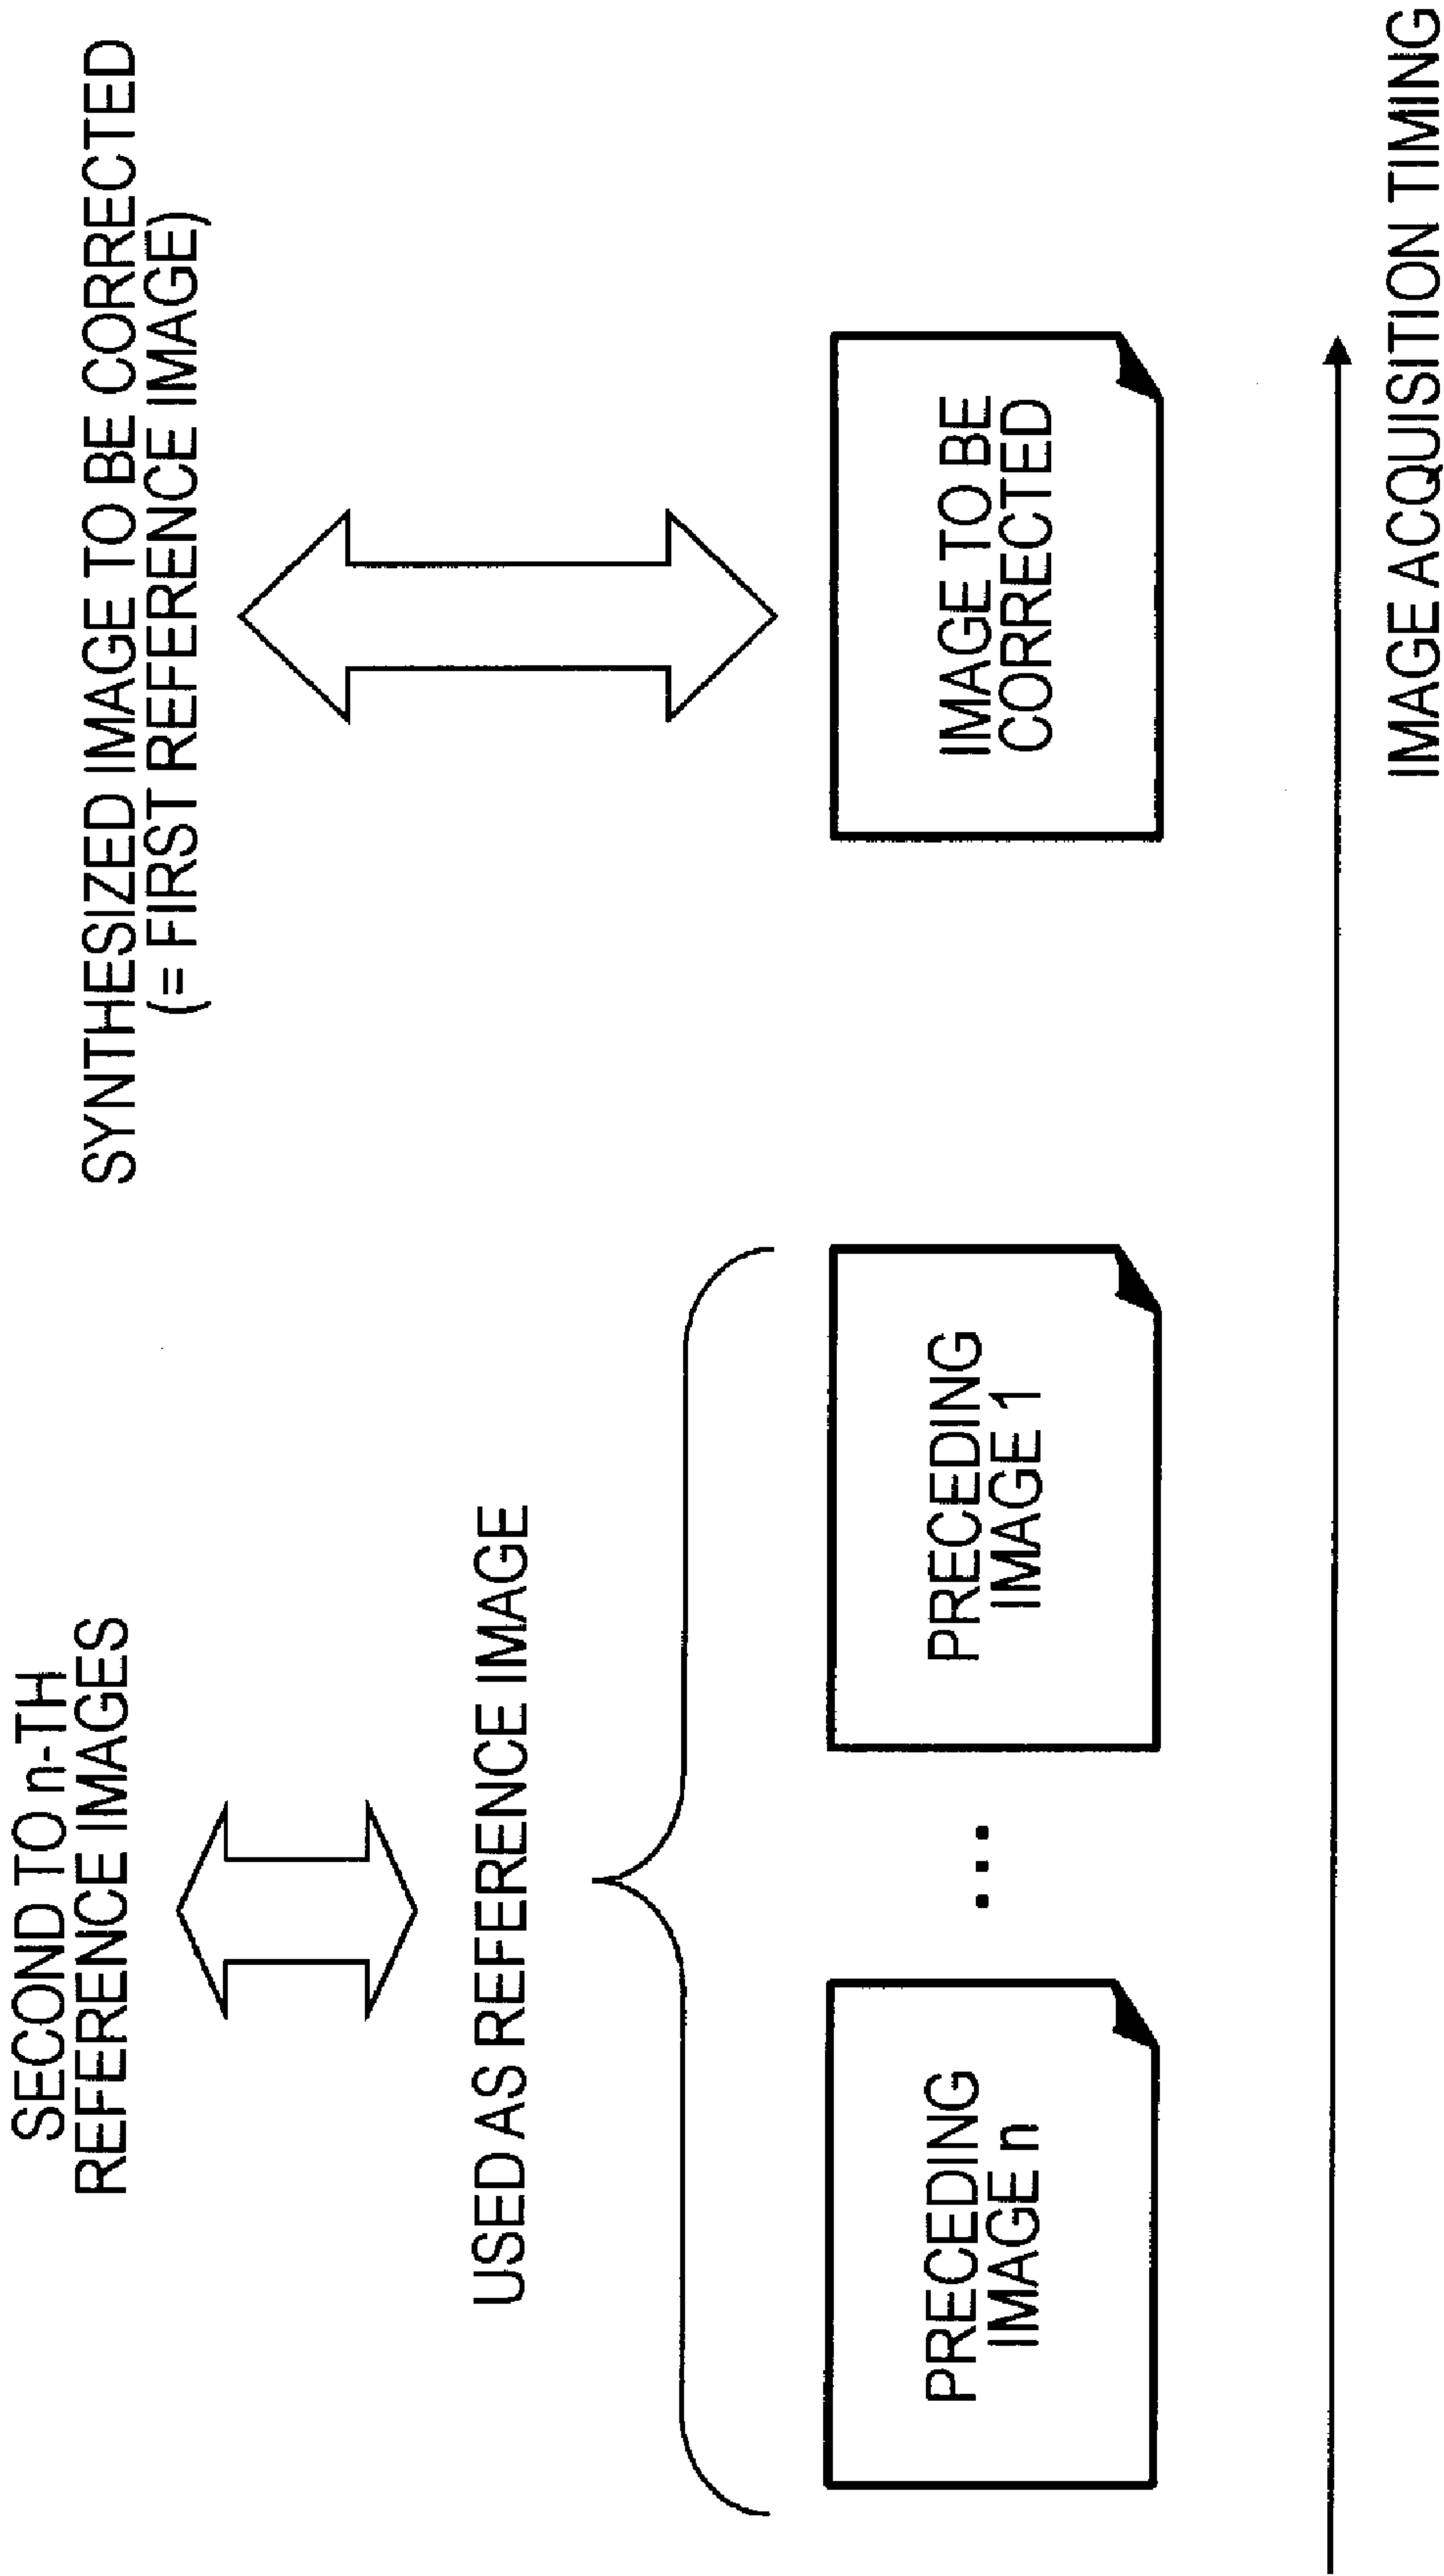 SECOND TO n-TH
REFERENCE IMAGES
USED AS REFERENCE IMAGE
SYNTHESIZED IMAGE TO BE CORRECTED
(= FIRST REFERENCE IMAGE)
PRECEDING
IMAGE n
...
PRECEDING
IMAGE 1
IMAGE TO BE
CORRECTED
IMAGE ACQUISITION TIMING